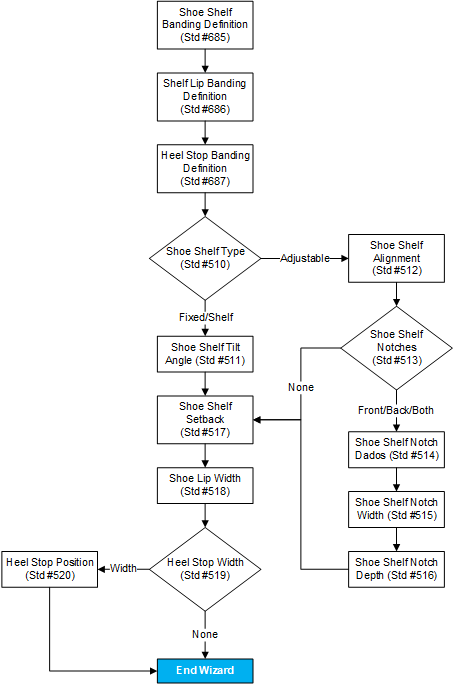 Shoe Shelf
Banding Definition
(Std #685)
Shelf Lip Banding
Definition
(Std #686)
Heel Stop Banding
Definition
(Std #687)
Shoe Shelf Type
(Std #510)
Adjustable
Shoe Shelf
Alignment
(Std #512)
Fixed/Shelf
Shoe Shelf Tilt
Angle (Std #511)
Shoe Shelf
Notches
(Std #513)
None
Front/Back/Both
Shoe Shelf
Setback
(Std #517)
Shoe Shelf Notch
Dados (Std #514)
Shoe Lip Width
(Std #518)
Shoe Shelf Notch
Width (Std #515)
Heel Stop Width
(Std #519)
Shoe Shelf Notch
Depth (Std #516)
Width
Heel Stop Position
(Std #520)
None
End Wizard